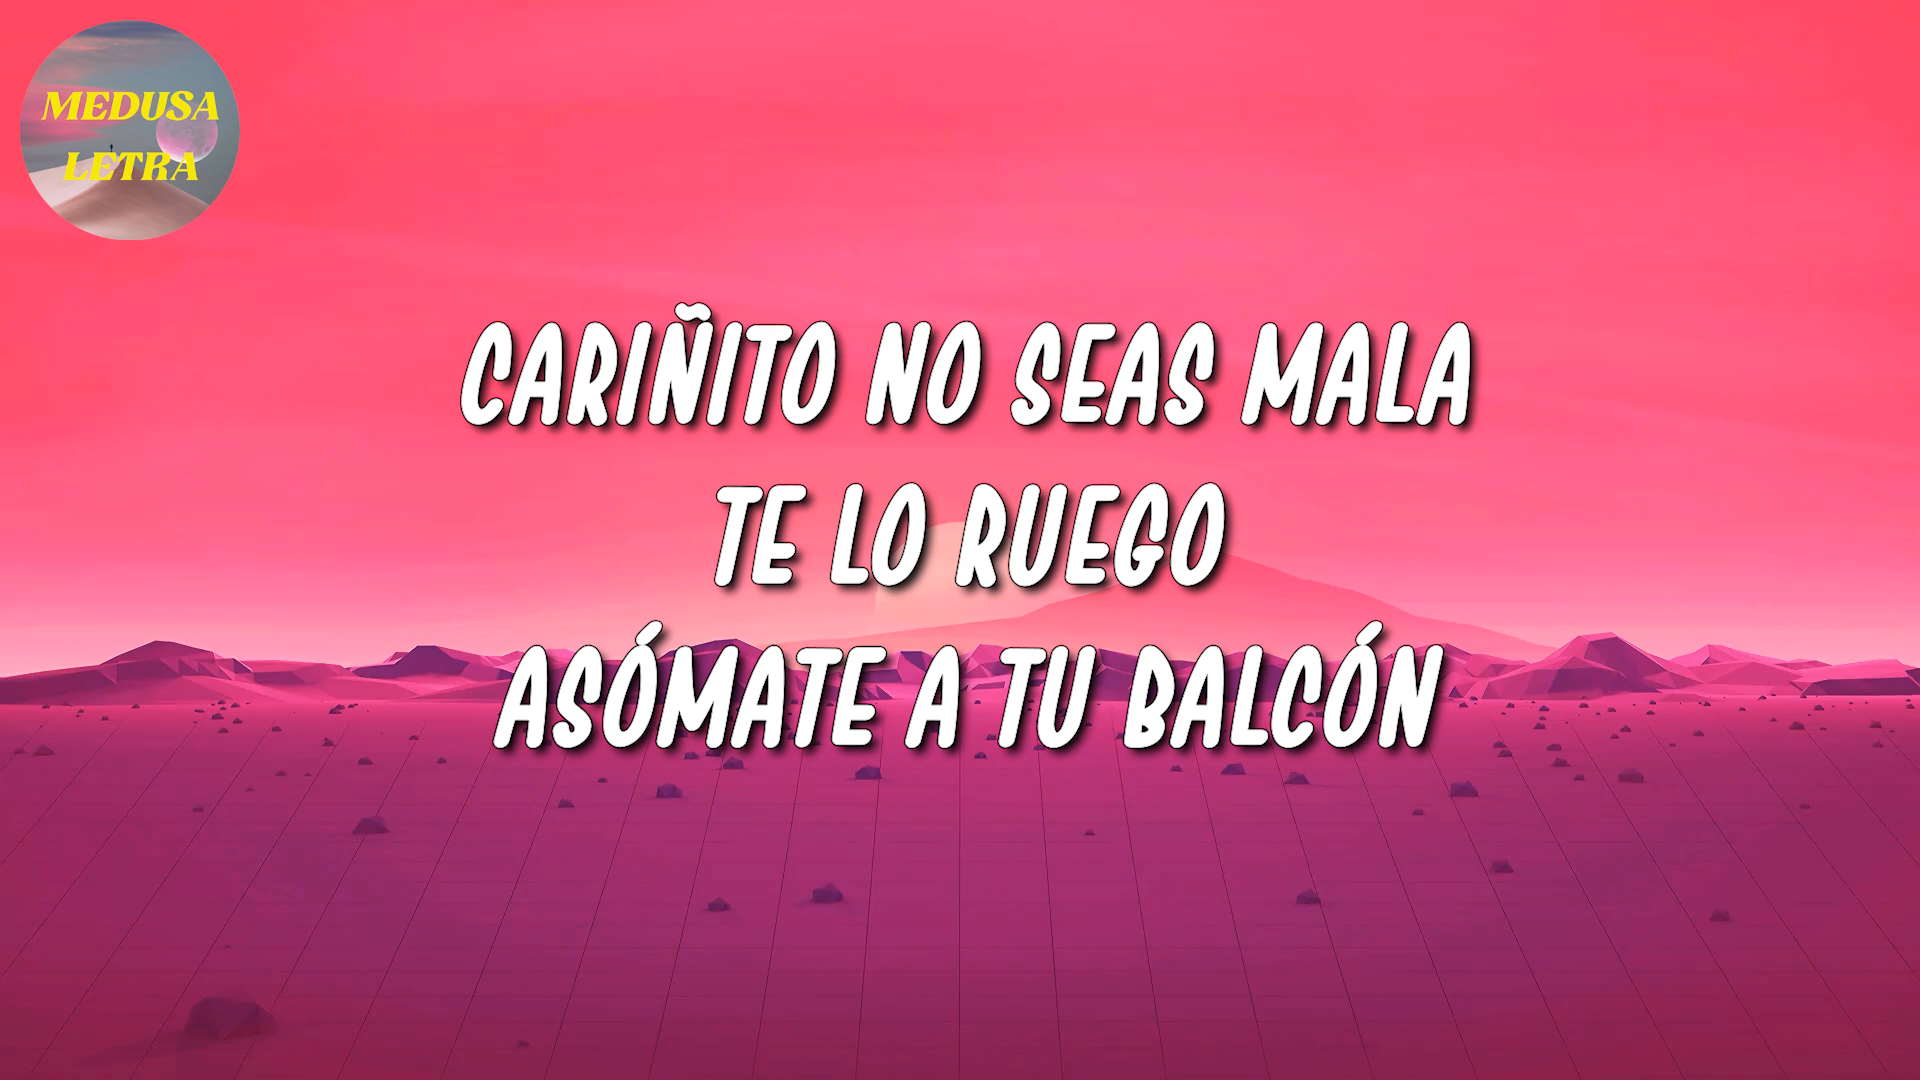 MEDUSA
LETRA
CARIÑITO NO SEAS MALA
TE LO RUEGO
ASÓMATE A TU BALCÓN